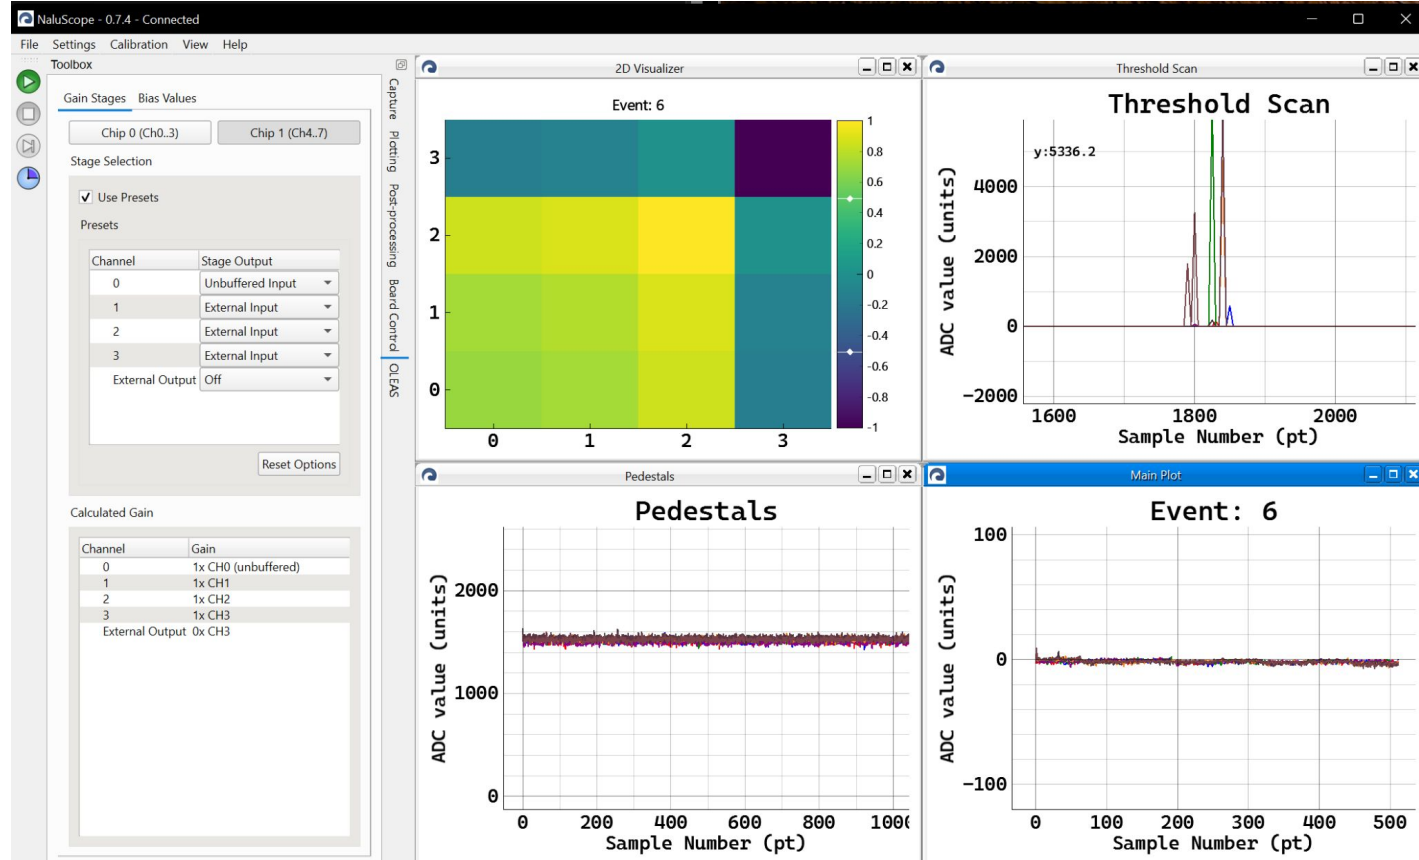 NaluScope - 0.7.4 - Connected
File Settings Calibration View Help
Toolbox
Gain Stages Bias Values
Chip 0 (Ch0..3) Chip 1 (Ch4..7)
Stage Selection
Use Presets
Presets
Channel Stage Output
0 Unbuffered Input
1 External Input
2 External Input
3 External Input
External Output Off
Reset Options
Calculated Gain
Channel Gain
0 1x CH0 (unbuffered)
1 1x CH1
2 1x CH2
3 1x CH3
External Output 0x CH3
Capture
Plotting
Post-processing
Board Control
OLEAS
2D Visualizer
Event: 6
3
2
1
0
0 1 2 3
1
0.8
0.6
0.4
0.2
0
-0.2
-0.4
-0.6
-0.8
-1
Threshold Scan
Threshold Scan
y:5336.2
ADC value (units)
4000
2000
0
−2000
1600 1800 2000
Sample Number (pt)
Pedestals
Pedestals
ADC value (units)
2000
1000
0
0 200 400 600 800 1000
Sample Number (pt)
Main Plot
Event: 6
ADC value (units)
100
0
−100
0 100 200 300 400 500
Sample Number (pt)